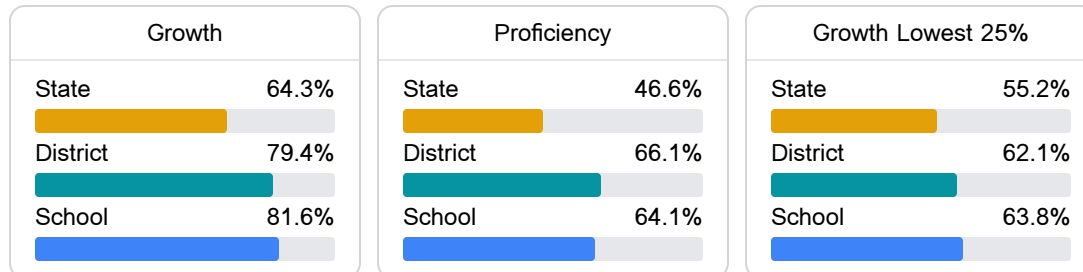 Growth
State 64.3%
District 79.4%
School 81.6%
Proficiency
State 46.6%
District 66.1%
School 64.1%
Growth Lowest 25%
State 55.2%
District 62.1%
School 63.8%